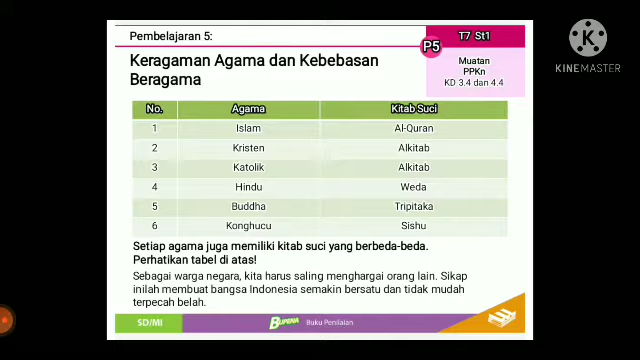 Pembelajaran 5:
P5
T7 St1
Muatan
PPKn
KD 3.4 dan 4.4
KINEMASTER
Keragaman Agama dan Kebebasan
Beragama
No. Agama Kitab Suci
1 Islam Al-Quran
2 Kristen Alkitab
3 Katolik Alkitab
4 Hindu Weda
5 Buddha Tripitaka
6 Konghucu Sishu
Setiap agama juga memiliki kitab suci yang berbeda-beda.
Perhatikan tabel di atas!
Sebagai warga negara, kita harus saling menghargai orang lain. Sikap
inilah membuat bangsa Indonesia semakin bersatu dan tidak mudah
terpecah belah.
SD/MI BUPENA Buku Penilaian